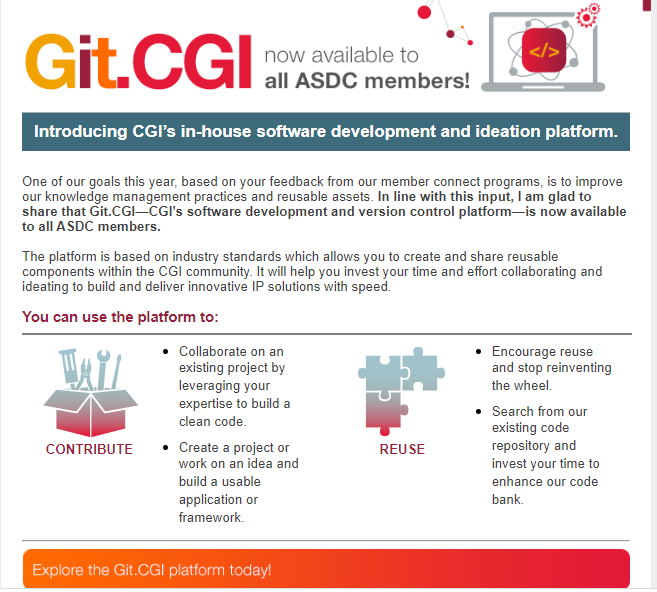 Git.CGI now available to
all ASDC members!
</>
Introducing CGI's in-house software development and ideation platform.
One of our goals this year, based on your feedback from our member connect programs, is to improve
our knowledge management practices and reusable assets. In line with this input, I am glad to
share that Git.CGI—CGI's software development and version control platform—is now available
to all ASDC members.
The platform is based on industry standards which allows you to create and share reusable
components within the CGI community. It will help you invest your time and effort collaborating and
ideating to build and deliver innovative IP solutions with speed.
You can use the platform to:
CONTRIBUTE
• Collaborate on an
existing project by
leveraging your
expertise to build a
clean code.
• Create a project or
work on an idea and
build a usable
application or
framework.
REUSE
• Encourage reuse
and stop reinventing
the wheel.
• Search from our
existing code
repository and
invest your time to
enhance our code
bank.
Explore the Git.CGI platform today!